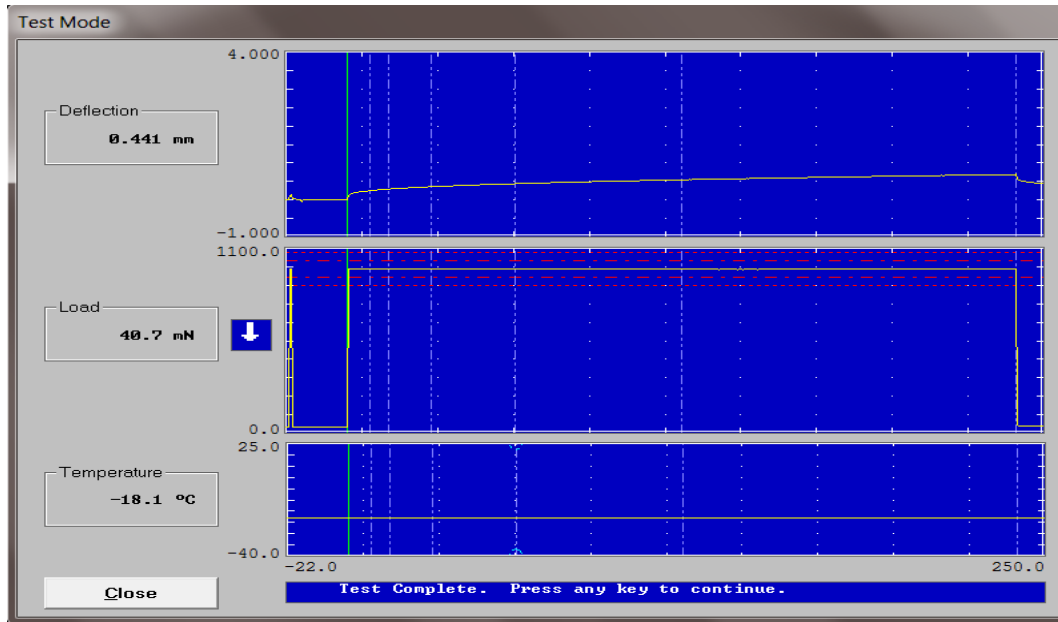 Test Mode
4.000
Deflection
0.441 mm
-1.000
1100.0
Load
40.7 mN
0.0
25.0
Temperature
-18.1 ºC
-40.0
-22.0 250.0
Close
Test Complete. Press any key to continue.